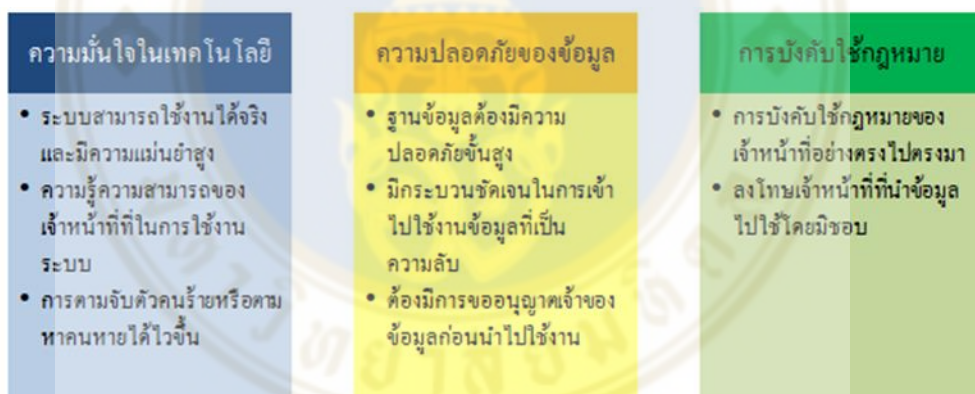 ความมั่นใจในเทคโนโลยี
• ระบบสามารถใช้งานได้จริง
และมีความแม่นยำสูง
• ความรู้ความสามารถของ
เจ้าหน้าที่ที่ในการใช้งาน
ระบบ
• การตามจับตัวคนร้ายหรือตาม
หาคนหายได้ไวขึ้น
ความปลอดภัยของข้อมูล
• ฐานข้อมูลต้องมีความ
ปลอดภัยขั้นสูง
• มีกระบวนชัดเจนในการเข้า
ไปใช้งานข้อมูลที่เป็น
ความลับ
• ต้องมีการขออนุญาตเจ้าของ
ข้อมูลก่อนนำไปใช้งาน
การบังคับใช้กฎหมาย
• การบังคับใช้กฎหมายของ
เจ้าหน้าที่อย่างตรงไปตรงมา
• ลงโทษเจ้าหน้าที่ที่นำข้อมูล
ไปใช้โดยมิชอบ